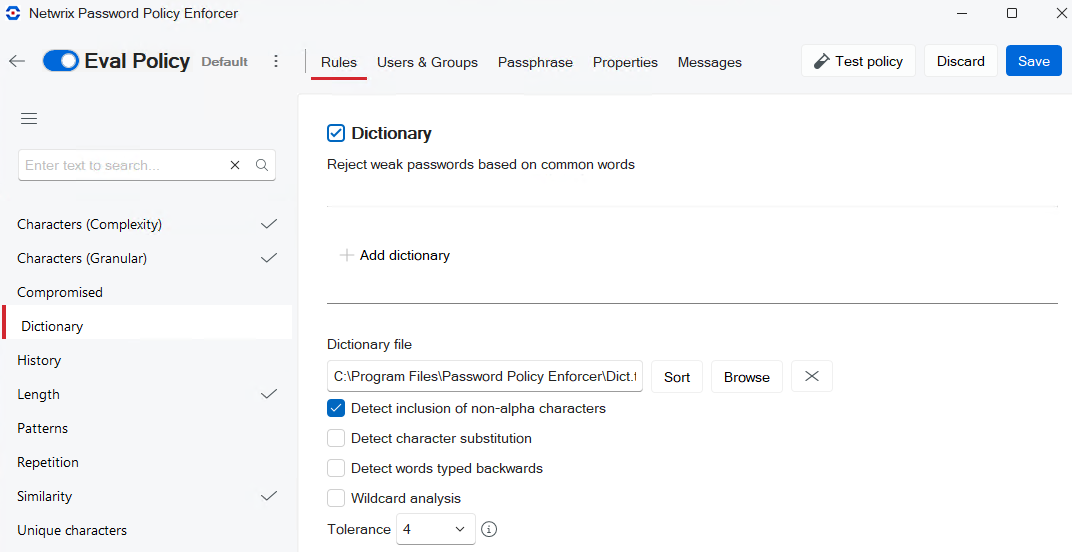 Netwrix Password Policy Enforcer
Eval Policy Default
Rules Users & Groups Passphrase Properties Messages
Test policy Discard Save
Enter text to search...
Characters (Complexity)
Characters (Granular)
Compromised
Dictionary
History
Length
Patterns
Repetition
Similarity
Unique characters
Dictionary
Reject weak passwords based on common words
Add dictionary
Dictionary file
C:\Program Files\Password Policy Enforcer\Dict.t
Sort Browse
Detect inclusion of non-alpha characters
Detect character substitution
Detect words typed backwards
Wildcard analysis
Tolerance 4